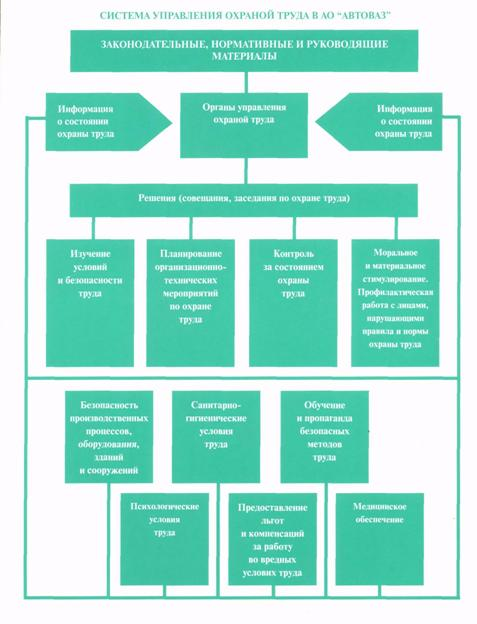 СИСТЕМА УПРАВЛЕНИЯ ОХРАНОЙ ТРУДА В АО “АВТОВАЗ”
ЗАКОНОДАТЕЛЬНЫЕ, НОРМАТИВНЫЕ И РУКОВОДЯЩИЕ
МАТЕРИАЛЫ
Информация
о состоянии
охраны труда
Органы управления
охраной труда
Информация
о состоянии
охраны труда
Решения (совещания, заседания по охране труда)
Изучение
условий
и безопасности
труда
Планирование
организационно-
технических
мероприятий
по охране
труда
Контроль
за состоянием
охраны
труда
Моральное
и материальное
стимулирование.
Профилактическая
работа с лицами,
нарушающими
правила и нормы
охраны труда
Безопасность
производственных
процессов,
оборудования,
зданий
и сооружений
Санитарно-
гигиенические
условия
труда
Обучение
и пропаганда
безопасных
методов
труда
Психологические
условия
труда
Предоставление
льгот
и компенсаций
за работу
во вредных
услових труда
Медицинское
обеспечение